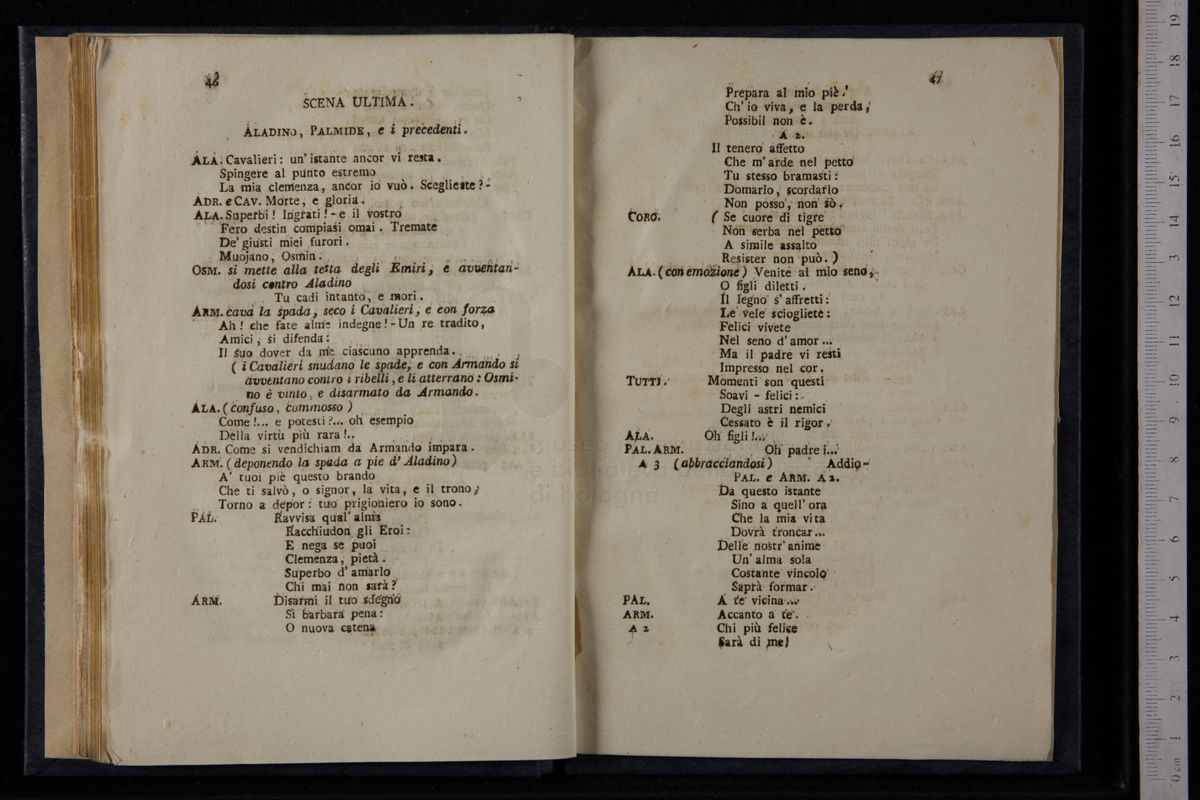 46
SCENA ULTIMA.
ALADINO, PALMIDE, e i precedenti.
ALA. Cavalieri: un' istante ancor vi resta.
Spingere al punto estremo
La mia clemenza, ancor io vuò. Sceglieste?-
ADR. e CAV. Morte, e gloria.
ALA. Superbi! Ingrati! - e il vostro
Fero destin compiasi omai. Tremate
De' giusti miei furori.
Muojano, Osmin.
OSM. si mette alla testa degli Emiri, e avventan-
dosi contro Aladino
Tu cadi intanto, e mori.
ARM. cava la spada, seco i Cavalieri, e con forza
Ah! che fate alme indegne! - Un re tradito,
Amici, si difenda:
Il suo dover da me ciascuno apprenda.
( i Cavalieri snudano le spade, e con Armando si
avventano contro i ribelli, e li atterrano: Osmi-
no è vinto, e disarmato da Armando.
ALA. (confuso, commosso)
Come!... e potesti?... oh esempio
Della virtù più rara!..
ADR. Come si vendichiam da Armando impara.
ARM. (deponendo la spada a piè d' Aladino)
A' tuoi piè questo brando
Che ti salvò, o signor, la vita, e il trono;
Torno a depor: tuo prigioniero io sono.
PAL. Ravvisa qual' alma
Racchiudon gli Eroi:
E nega se puoi
Clemenza, pietà.
Superbo d' amarlo
Chi mai non sarà?
ARM. Disarmi il tuo sdegno
Sì barbara pena:
O nuova catena
47
Prepara al mio piè.
Ch' io viva, e la perda,
Possibil non è.
A 2.
Il tenero affetto
Che m' arde nel petto
Tu stesso bramasti:
Domarlo, scordarlo
Non posso, non sò.
CORO. ( Se cuore di tigre
Non serba nel petto
A simile assalto
Resister non può. )
ALA. (con emozione) Venite al mio seno,
O figli diletti.
Il legno s' affretti:
Le vele sciogliete:
Felici vivete
Nel seno d' amor...
Ma il padre vi resti
Impresso nel cor.
TUTTI. Momenti son questi
Soavi - felici:
Degli astri nemici
Cessato è il rigor.
ALA. Oh figli!...
PAL. ARM. Oh padre!...
A 3 (abbracciandosi) Addio-
PAL. e ARM. A 2.
Da questo istante
Sino a quell' ora
Che la mia vita
Dovrà troncar...
Delle nostr' anime
Un' alma sola
Costante vincolo
Saprà formar.
PAL. A te vicina...
ARM. Accanto a te.
A 2 Chi più felice
Sarà di me!